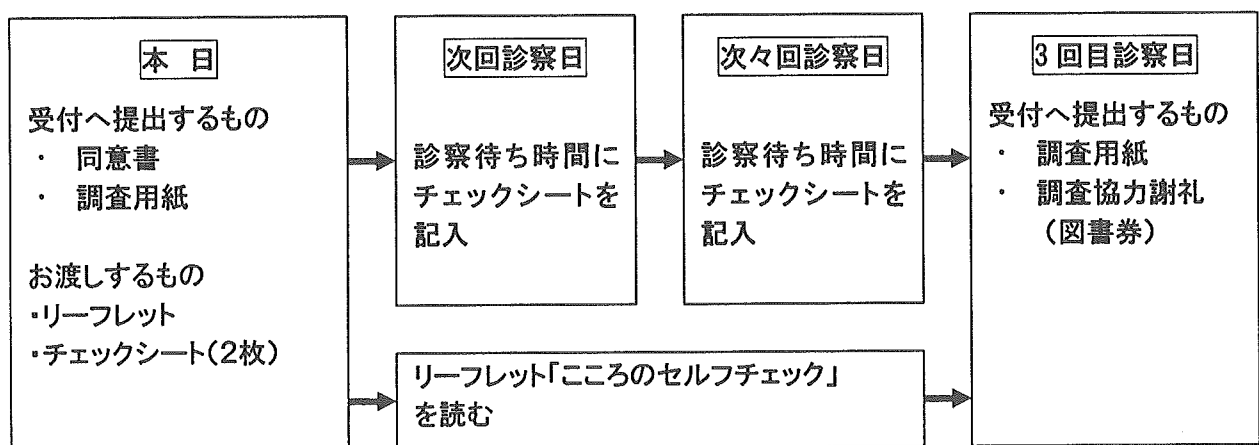 本 日
受付へ提出するもの
・ 同意書
・ 調査用紙
お渡しするもの
・リーフレット
・チェックシート(2枚)
次回診察日
診察待ち時間に
チェックシートを
記入
次々回診察日
診察待ち時間に
チェックシートを
記入
リーフレット「こころのセルフチェック」
を読む
3回目診察日
受付へ提出するもの
・ 調査用紙
・ 調査協力謝礼
(図書券)